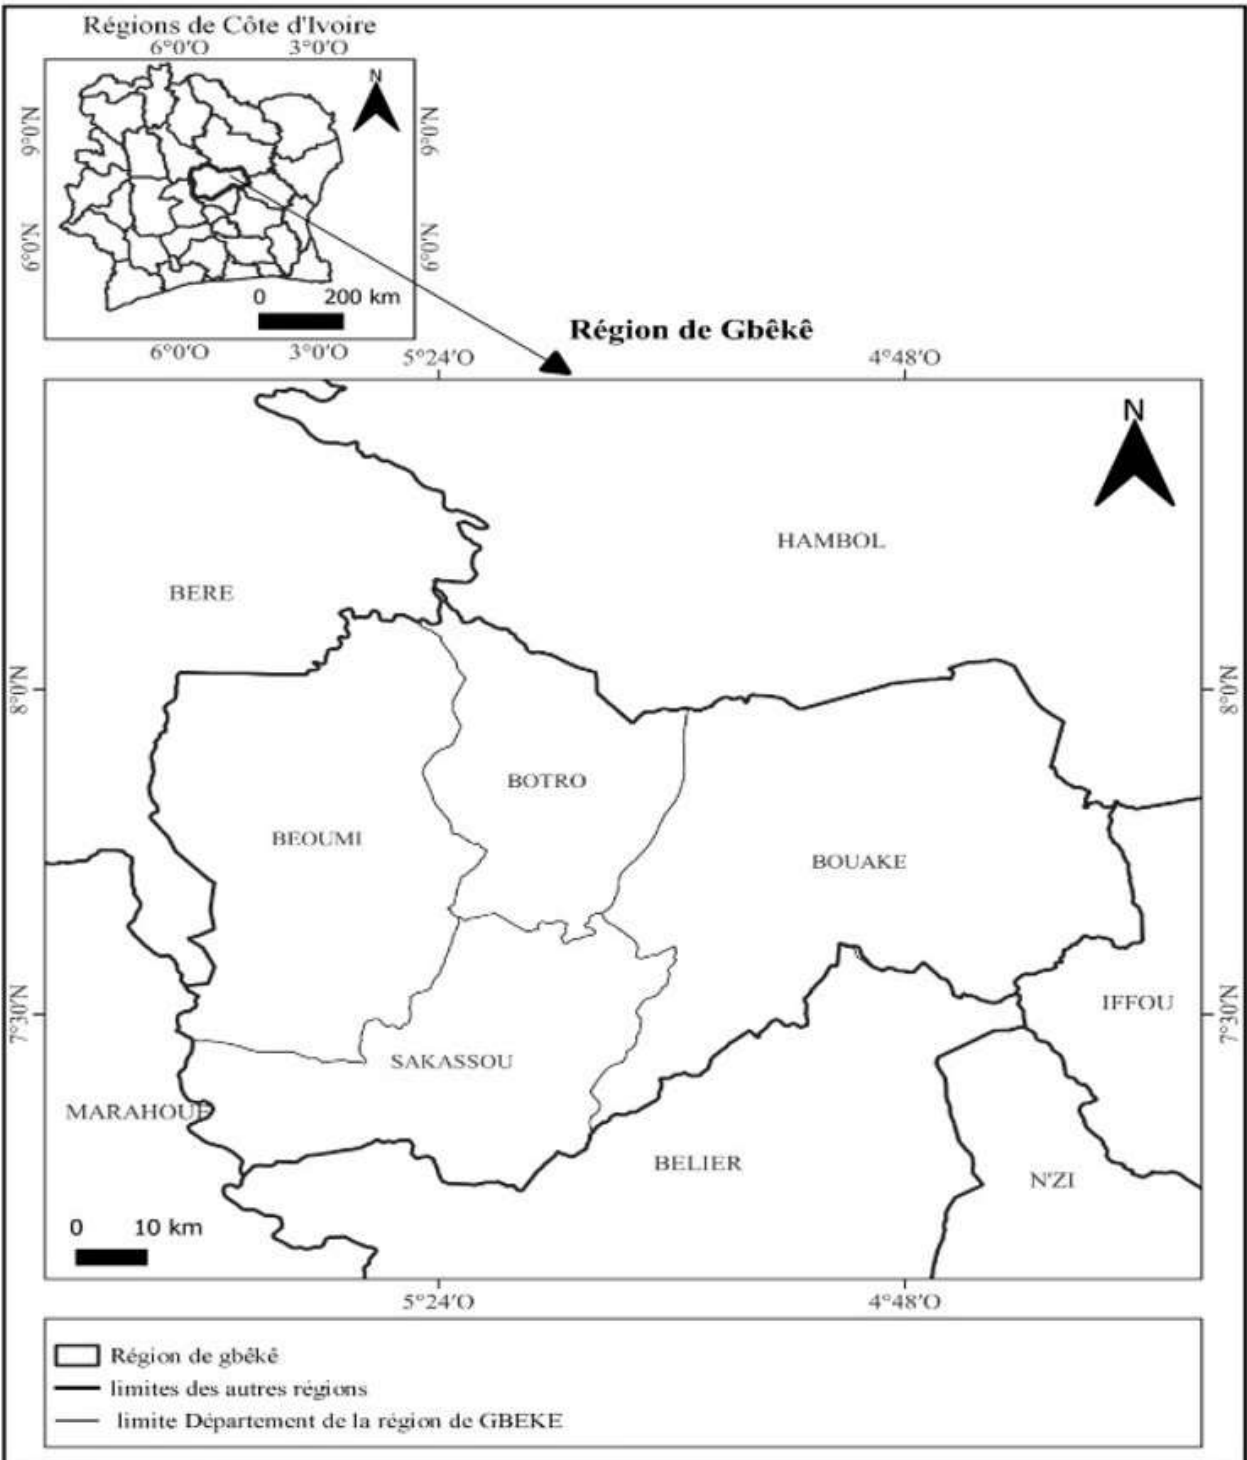 Régions de Côte d'Ivoire
6°0'O 3°0'O
N
9°0'N 9°0'N
6°0'N 6°0'N
0 200 km
6°0'O 3°0'O
Région de Gbêkê
5°24'O 4°48'O
N
HAMBOL
BERE
8°0'N 8°0'N
BOTRO
BEOUMI
BOUAKE
7°30'N 7°30'N
IFFOU
SAKASSOU
MARAHOUE
BELIER
N'ZI
0 10 km
5°24'O 4°48'O
Région de gbêkê
limites des autres régions
limite Département de la région de GBEKE